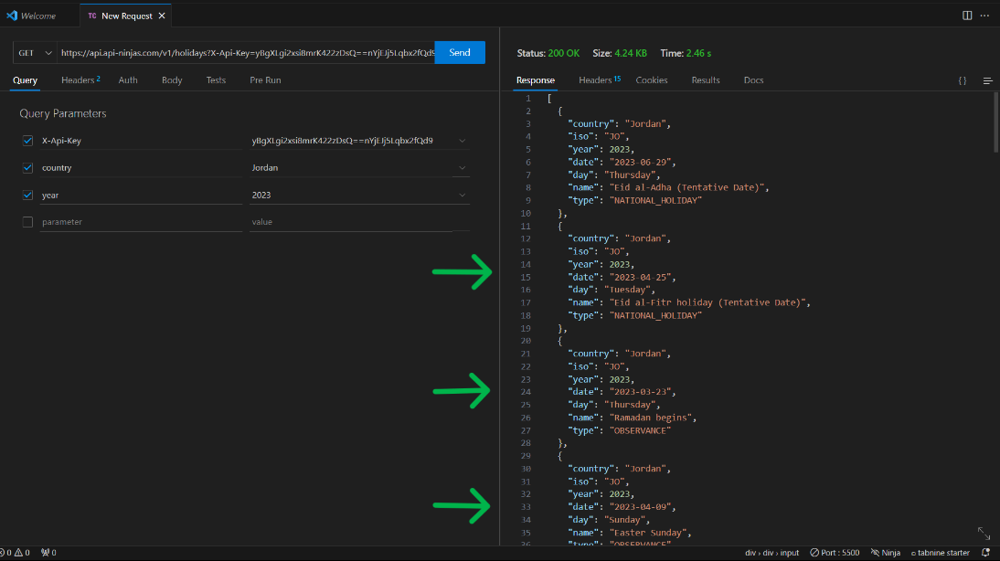 Welcome
TC New Request
GET https://api.api-ninjas.com/v1/holidays?X-Api-Key=yBgXLgi2xsi8mrK422zDsQ==nYjEJj5Lqbx2fQd9 Send
Query Headers 2 Auth Body Tests Pre Run
Query Parameters
X-Api-Key yBgXLgi2xsi8mrK422zDsQ==nYjEJj5Lqbx2fQd9
country Jordan
year 2023
parameter value
Status: 200 OK Size: 4.24 KB Time: 2.46 s
Response Headers 15 Cookies Results Docs { }
1 [
2 {
3 "country": "Jordan",
4 "iso": "JO",
5 "year": 2023,
6 "date": "2023-06-29",
7 "day": "Thursday",
8 "name": "Eid al-Adha (Tentative Date)",
9 "type": "NATIONAL_HOLIDAY"
10 },
11 {
12 "country": "Jordan",
13 "iso": "JO",
14 "year": 2023,
15 "date": "2023-04-25",
16 "day": "Tuesday",
17 "name": "Eid al-Fitr holiday (Tentative Date)",
18 "type": "NATIONAL_HOLIDAY"
19 },
20 {
21 "country": "Jordan",
22 "iso": "JO",
23 "year": 2023,
24 "date": "2023-03-23",
25 "day": "Thursday",
26 "name": "Ramadan begins",
27 "type": "OBSERVANCE"
28 },
29 {
30 "country": "Jordan",
31 "iso": "JO",
32 "year": 2023,
33 "date": "2023-04-09",
34 "day": "Sunday",
35 "name": "Easter Sunday",
36 "type": "OBSERVANCE"
0 0 0 div › div › input Port : 5500 Ninja tabnine starter